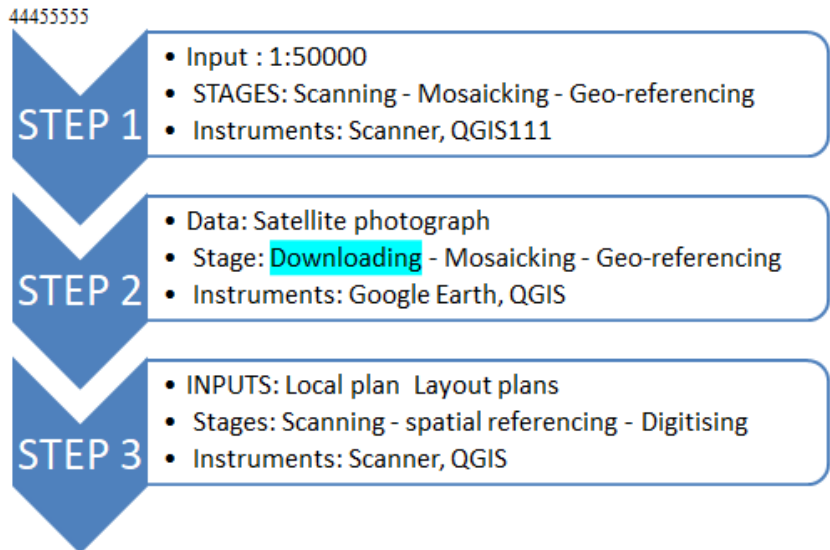 44455555
STEP 1
• Input : 1:50000
• STAGES: Scanning - Mosaicking - Geo-referencing
• Instruments: Scanner, QGIS111
STEP 2
• Data: Satellite photograph
• Stage: Downloading - Mosaicking - Geo-referencing
• Instruments: Google Earth, QGIS
STEP 3
• INPUTS: Local plan Layout plans
• Stages: Scanning - spatial referencing - Digitising
• Instruments: Scanner, QGIS